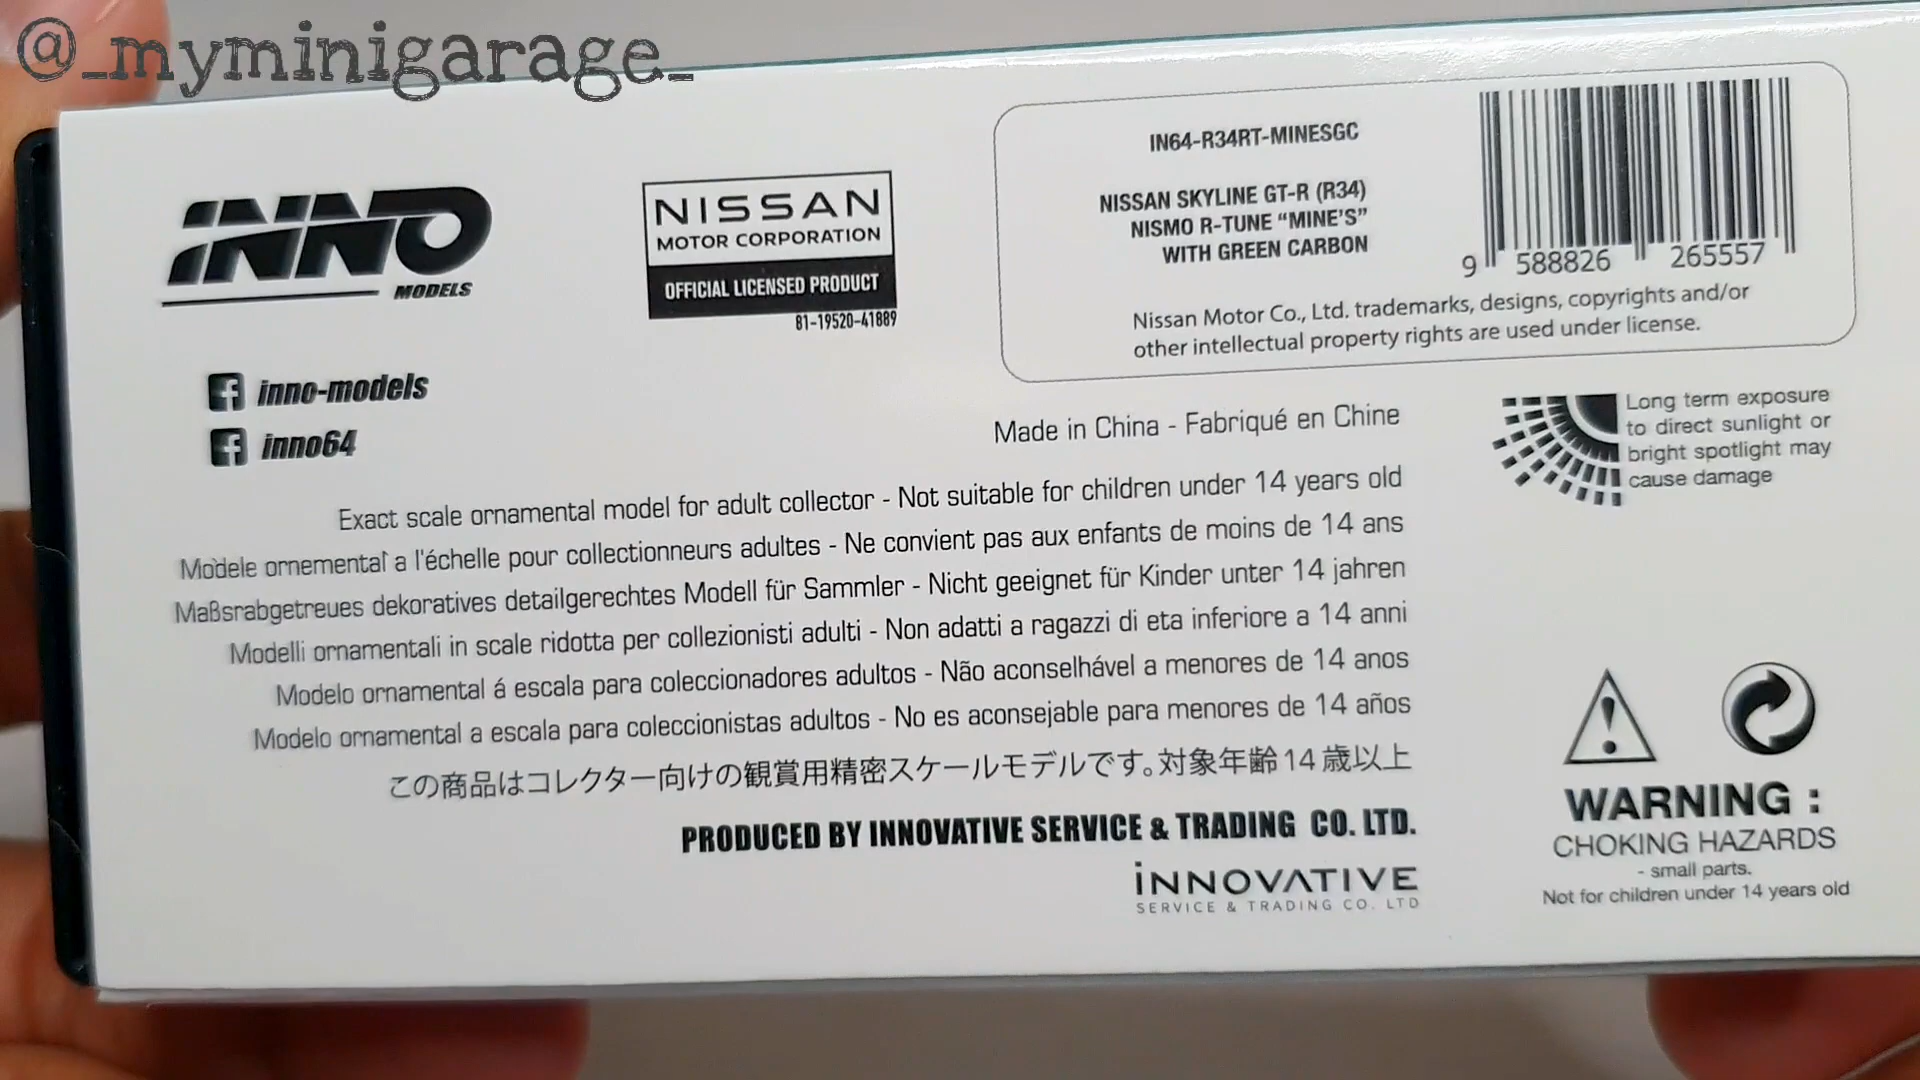 @_myminigarage_
INNO
MODELS
NISSAN
MOTOR CORPORATION
OFFICIAL LICENSED PRODUCT
81-19520-41889
IN64-R34RT-MINESGC
NISSAN SKYLINE GT-R (R34)
NISMO R-TUNE “MINE’S”
WITH GREEN CARBON
9 588826 265557
Nissan Motor Co., Ltd. trademarks, designs, copyrights and/or
other intellectual property rights are used under license.
inno-models
inno64
Made in China - Fabriqué en Chine
Long term exposure
to direct sunlight or
bright spotlight may
cause damage
Exact scale ornamental model for adult collector - Not suitable for children under 14 years old
Modèle ornemental a l'échelle pour collectionneurs adultes - Ne convient pas aux enfants de moins de 14 ans
Maßsrabgetreues dekoratives detailgerechtes Modell für Sammler - Nicht geeignet für Kinder unter 14 jahren
Modelli ornamentali in scale ridotta per collezionisti adulti - Non adatti a ragazzi di eta inferiore a 14 anni
Modelo ornamental á escala para coleccionadores adultos - Não aconselhável a menores de 14 anos
Modelo ornamental a escala para coleccionistas adultos - No es aconsejable para menores de 14 años
この商品はコレクター向けの観賞用精密スケールモデルです。対象年齢14歳以上
PRODUCED BY INNOVATIVE SERVICE & TRADING CO. LTD.
iNNOVATIVE
SERVICE & TRADING CO. LTD
WARNING :
CHOKING HAZARDS
- small parts.
Not for children under 14 years old